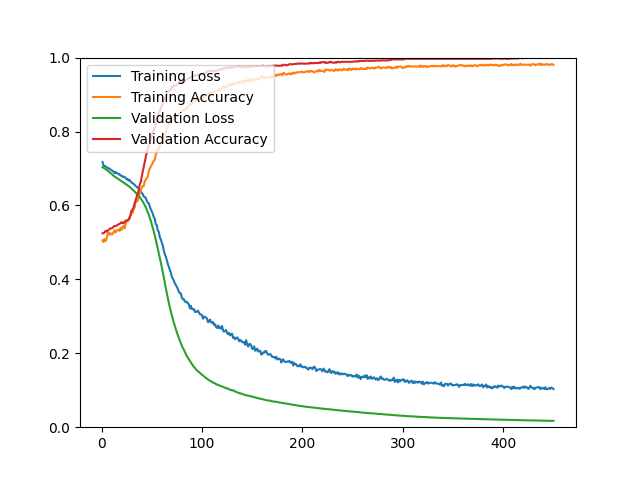 1.0
0.8
0.6
0.4
0.2
0.0
Training Loss
Training Accuracy
Validation Loss
Validation Accuracy
0 100 200 300 400